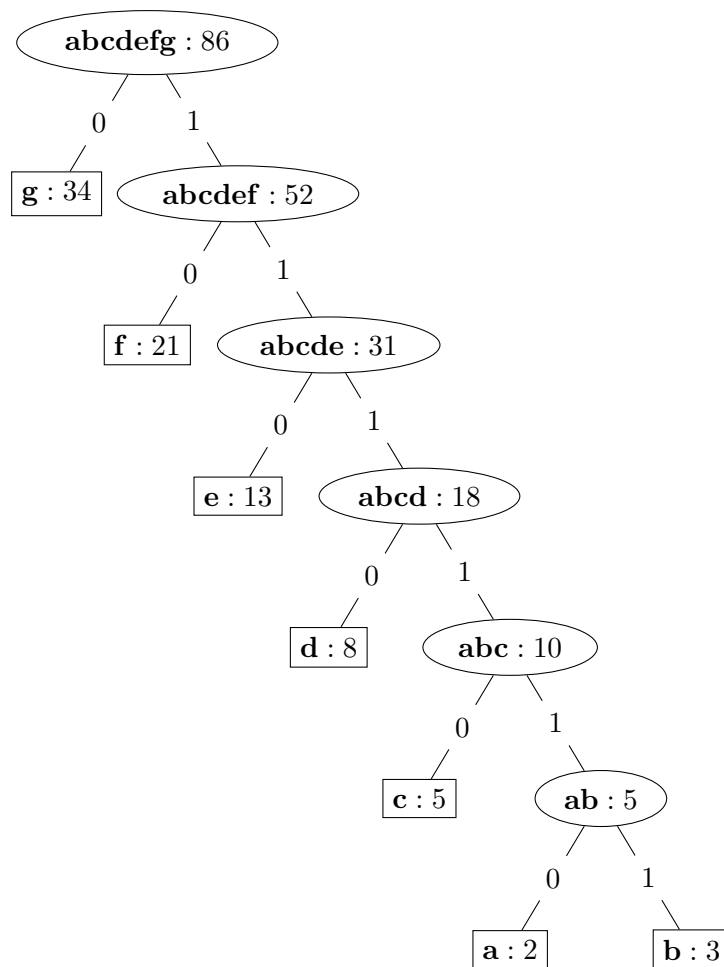 abcdefg : 86
0 1
g : 34 abcdef : 52
0 1
f : 21 abcde : 31
0 1
e : 13 abcd : 18
0 1
d : 8 abc : 10
0 1
c : 5 ab : 5
0 1
a : 2 b : 3